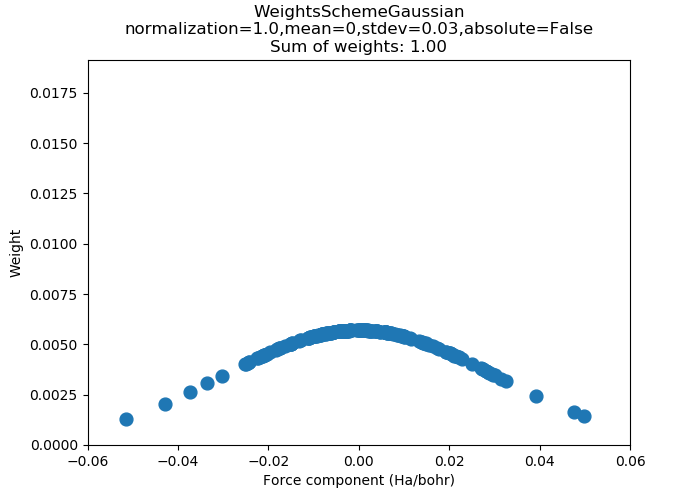 WeightsSchemeGaussian
normalization=1.0,mean=0,stdev=0.03,absolute=False
Sum of weights: 1.00
0.0175
0.0150
0.0125
0.0100
0.0075
0.0050
0.0025
0.0000
Weight
−0.06 −0.04 −0.02 0.00 0.02 0.04 0.06
Force component (Ha/bohr)